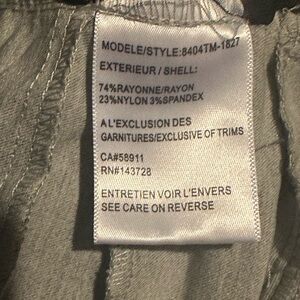 MODELE/STYLE:8404TM-1827
EXTERIEUR / SHELL:
74%RAYONNE/RAYON
23%NYLON 3%SPANDEX
A L'EXCLUSION DES
GARNITURES/EXCLUSIVE OF TRIMS
CA#58911
RN#143728
ENTRETIEN VOIR L'ENVERS
SEE CARE ON REVERSE